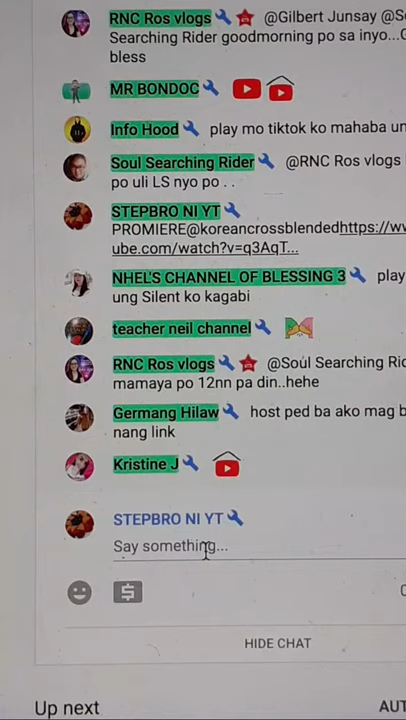 RNC Ros vlogs @Gilbert Junsay
Searching Rider goodmorning po sa inyo...
bless
MR BONDOC
Info Hood play mo tiktok ko mahaba
Soul Searching Rider @RNC Ros vlogs
po uli LS nyo po . .
STEPBRO NI YT
PROMIERE@koreancrossblendedhttps://ww
ube.com/watch?v=q3AqT...
NHEL'S CHANNEL OF BLESSING 3 play
ung Silent ko kagabi
teacher neil channel
RNC Ros vlogs @Soul Searching
mamaya po 12nn pa din..hehe
Germang Hilaw host ped ba ako mag
nang link
Kristine J
STEPBRO NI YT
Say something...
HIDE CHAT
Up next